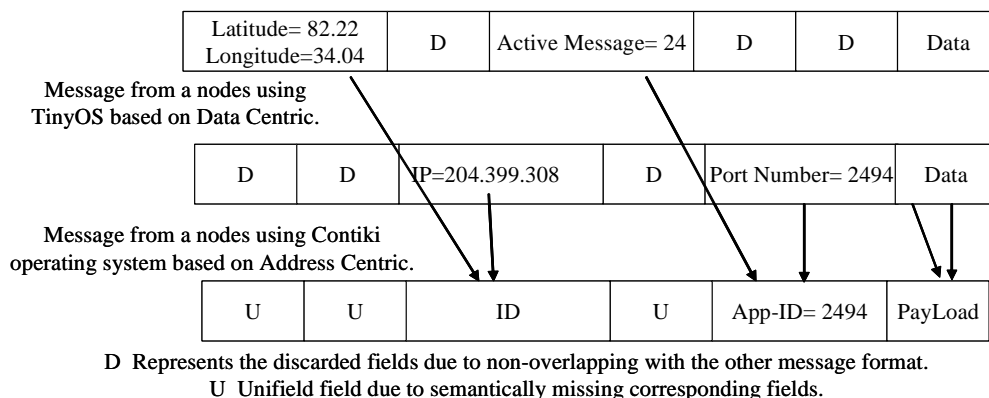 Latitude= 82.22
Longitude=34.04
D
Active Message= 24
D
D
Data
Message from a nodes using
TinyOS based on Data Centric.
D
D
IP=204.399.308
D
Port Number= 2494
Data
Message from a nodes using Contiki
operating system based on Address Centric.
U
U
ID
U
App-ID= 2494
PayLoad
D Represents the discarded fields due to non-overlapping with the other message format.
U Unifield field due to semantically missing corresponding fields.